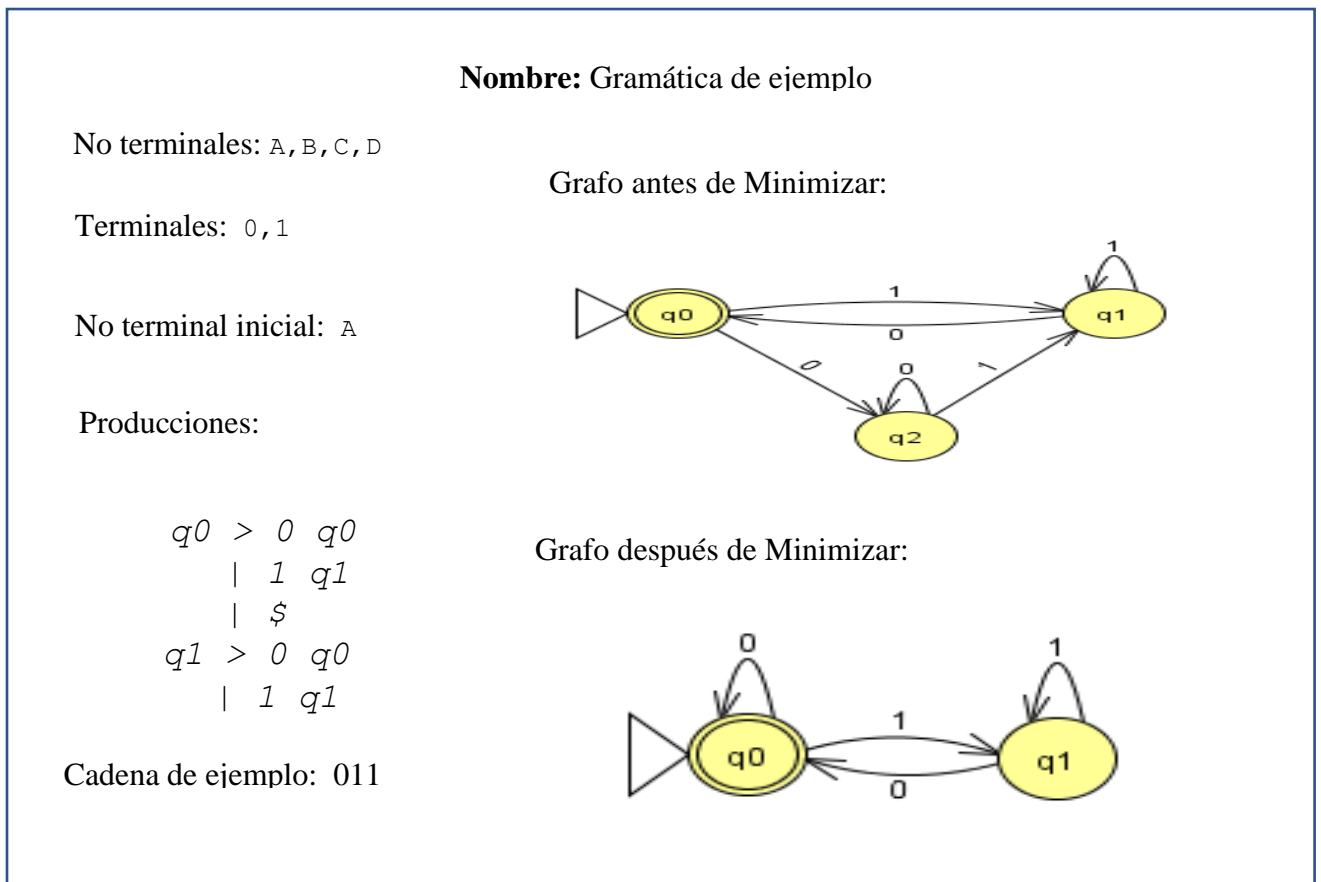 Nombre: Gramática de ejemplo
No terminales: A,B,C,D
Terminales: 0,1
No terminal inicial: A
Producciones:
q0 > 0 q0
| 1 q1
| $
q1 > 0 q0
| 1 q1
Cadena de ejemplo: 011
Grafo antes de Minimizar:
1
1
q0
q1
0
0
0
1
q2
Grafo después de Minimizar:
0
1
1
q0
q1
0